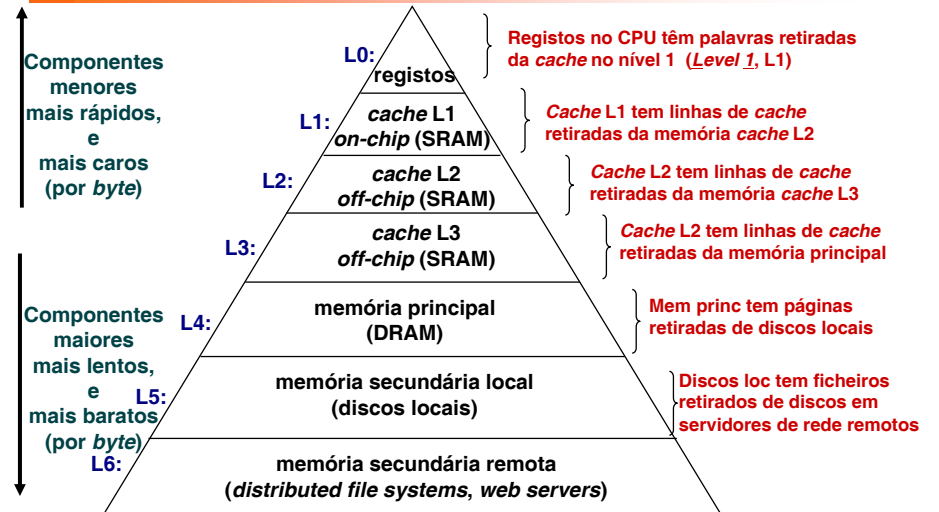 Componentes
menores
mais rápidos,
e
mais caros
(por byte)
Componentes
maiores
mais lentos,
e
mais baratos
(por byte)
L0:
registos
L1:
cache L1
on-chip (SRAM)
L2:
cache L2
off-chip (SRAM)
L3:
cache L3
off-chip (SRAM)
L4:
memória principal
(DRAM)
L5:
memória secundária local
(discos locais)
L6:
memória secundária remota
(distributed file systems, web servers)
Registos no CPU têm palavras retiradas
da cache no nível 1 (Level 1, L1)
Cache L1 tem linhas de cache
retiradas da memória cache L2
Cache L2 tem linhas de cache
retiradas da memória cache L3
Cache L2 tem linhas de cache
retiradas da memória principal
Mem princ tem páginas
retiradas de discos locais
Discos loc tem ficheiros
retirados de discos em
servidores de rede remotos